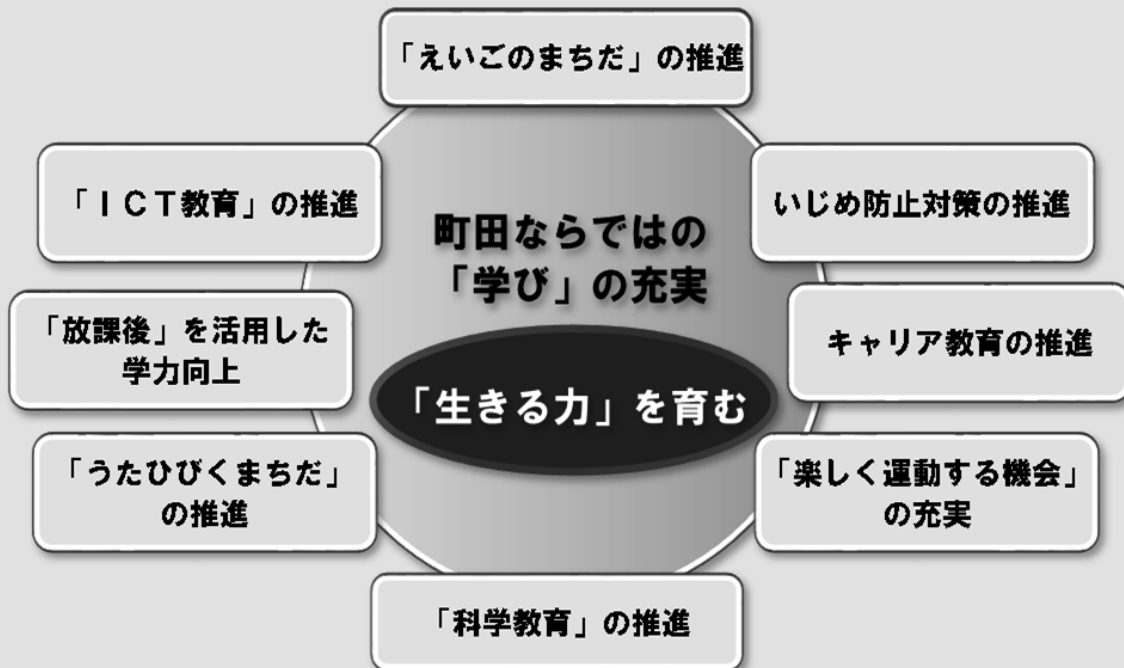 「えいごのまちだ」の推進
「ＩＣＴ教育」の推進
いじめ防止対策の推進
町田ならではの
「学び」の充実
「放課後」を活用した
学力向上
キャリア教育の推進
「生きる力」を育む
「うたひびくまちだ」
の推進
「楽しく運動する機会」
の充実
「科学教育」の推進